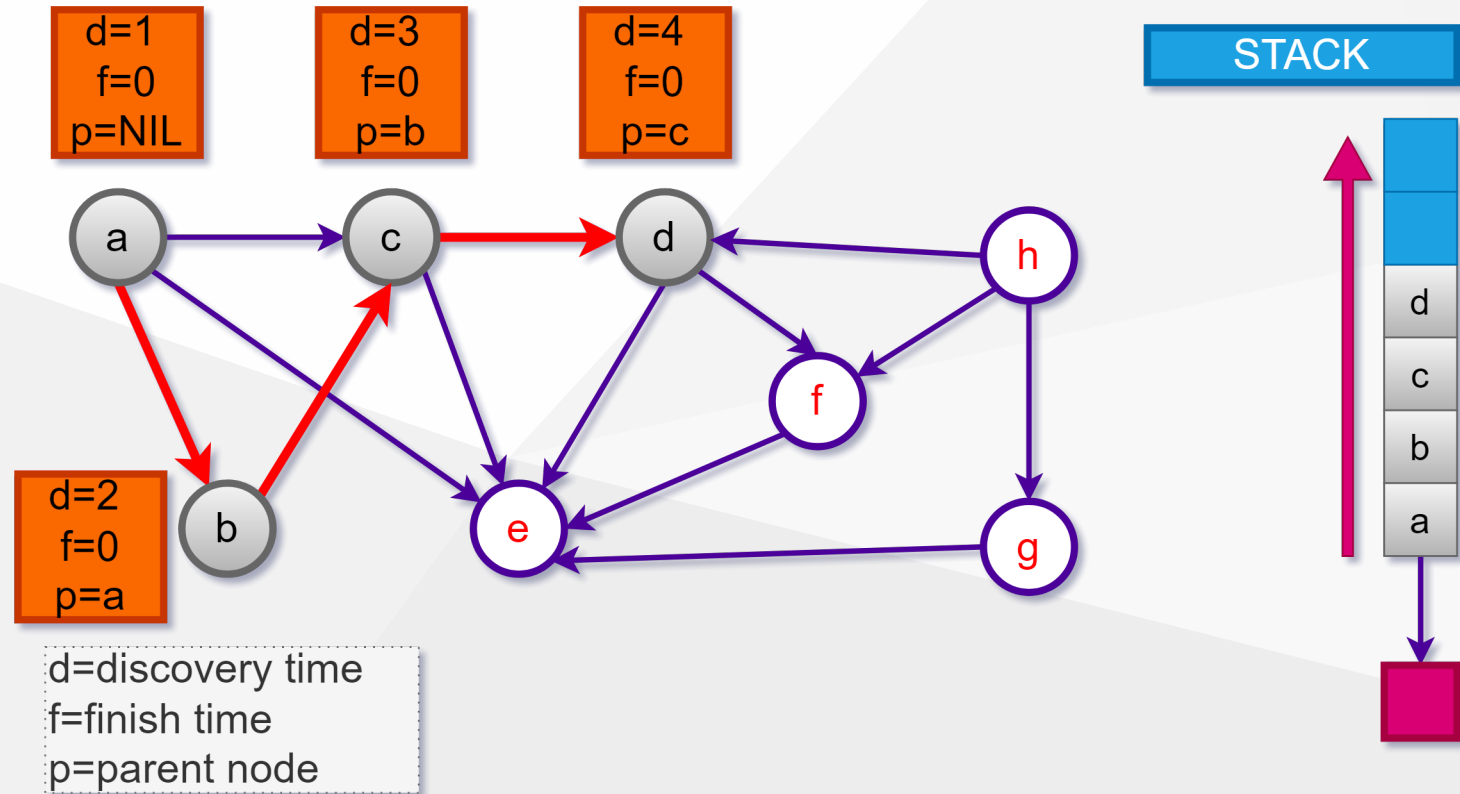 d=1
f=0
p=NIL
d=3
f=0
p=b
d=4
f=0
p=c
STACK
a
c
d
h
f
b
e
g
d=2
f=0
p=a
d
c
b
a
d=discovery time
f=finish time
p=parent node